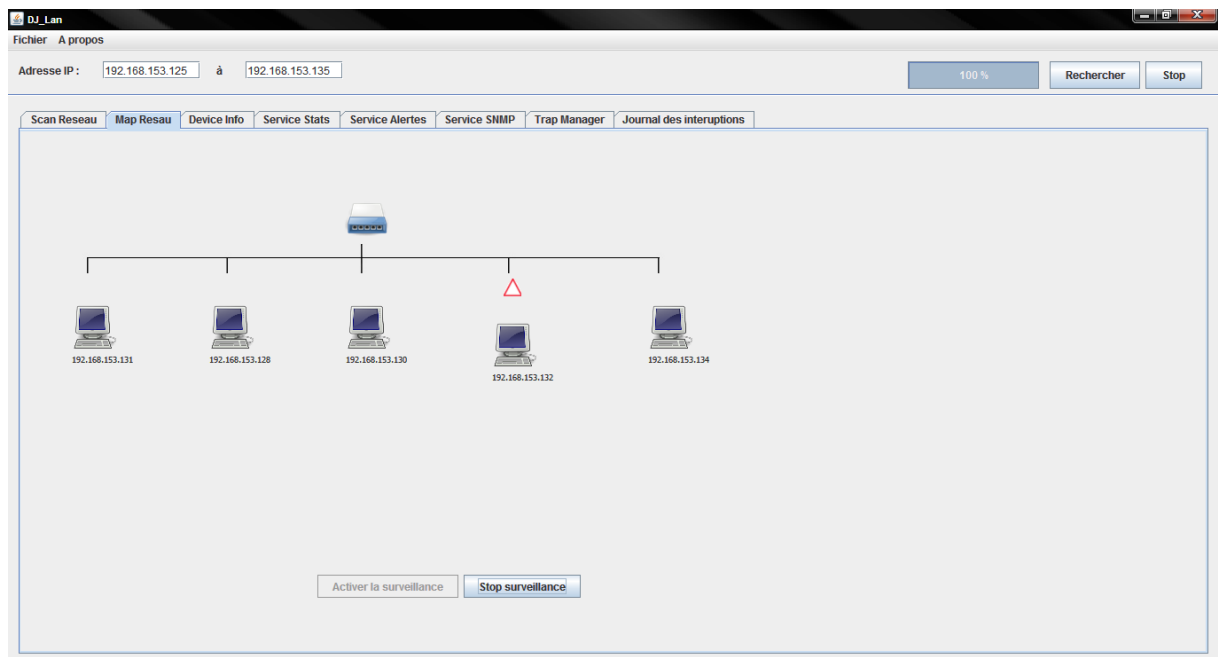 DJ_Lan
Fichier A propos
Adresse IP : 192.168.153.125 à 192.168.153.135 100 % Rechercher Stop
Scan Reseau Map Resau Device Info Service Stats Service Alertes Service SNMP Trap Manager Journal des interuptions
192.168.153.131 192.168.153.128 192.168.153.130 192.168.153.134
192.168.153.132
Activer la surveillance Stop surveillance